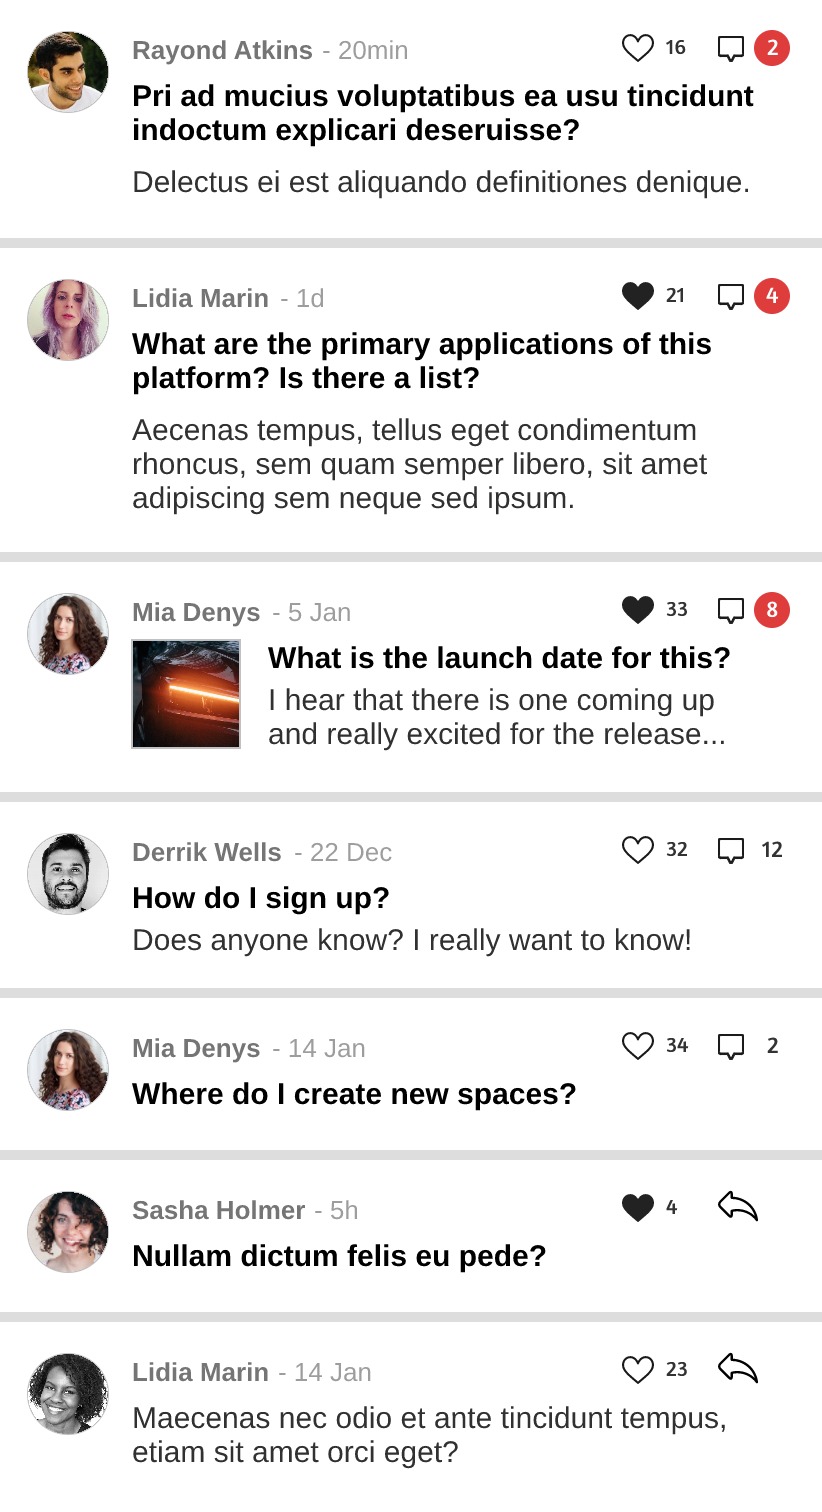 Rayond Atkins - 20min 16 2
Pri ad mucius voluptatibus ea usu tincidunt
indoctum explicari deseruisse?
Delectus ei est aliquando definitiones denique.
Lidia Marin - 1d 21 4
What are the primary applications of this
platform? Is there a list?
Aecenas tempus, tellus eget condimentum
rhoncus, sem quam semper libero, sit amet
adipiscing sem neque sed ipsum.
Mia Denys - 5 Jan 33 8
What is the launch date for this?
I hear that there is one coming up
and really excited for the release...
Derrik Wells - 22 Dec 32 12
How do I sign up?
Does anyone know? I really want to know!
Mia Denys - 14 Jan 34 2
Where do I create new spaces?
Sasha Holmer - 5h 4
Nullam dictum felis eu pede?
Lidia Marin - 14 Jan 23
Maecenas nec odio et ante tincidunt tempus,
etiam sit amet orci eget?